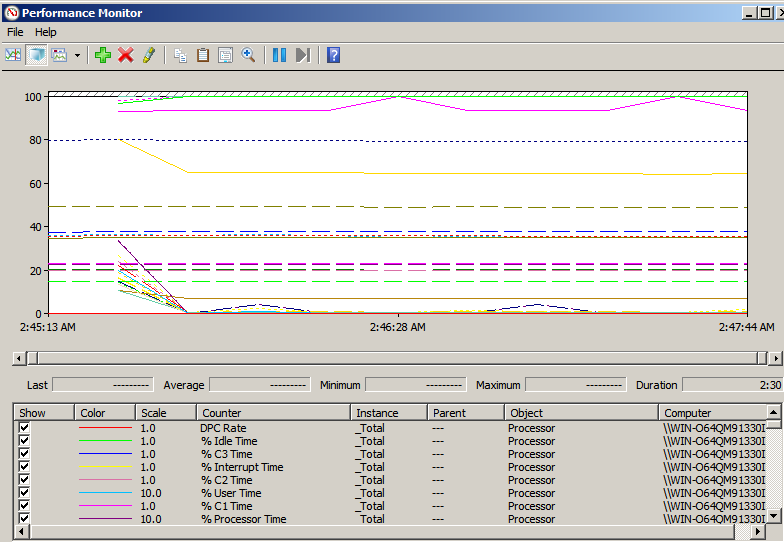 Performance Monitor
File Help
100
80
60
40
20
0
2:45:13 AM 2:46:28 AM 2:47:44 AM
Last --------- Average --------- Minimum --------- Maximum --------- Duration 2:30
Show Color Scale Counter Instance Parent Object Computer
1.0 DPC Rate _Total --- Processor \\WIN-O64QM91330I
1.0 % Idle Time _Total --- Processor \\WIN-O64QM91330I
1.0 % C3 Time _Total --- Processor \\WIN-O64QM91330I
1.0 % Interrupt Time _Total --- Processor \\WIN-O64QM91330I
1.0 % C2 Time _Total --- Processor \\WIN-O64QM91330I
10.0 % User Time _Total --- Processor \\WIN-O64QM91330I
1.0 % C1 Time _Total --- Processor \\WIN-O64QM91330I
10.0 % Processor Time _Total --- Processor \\WIN-O64QM91330I